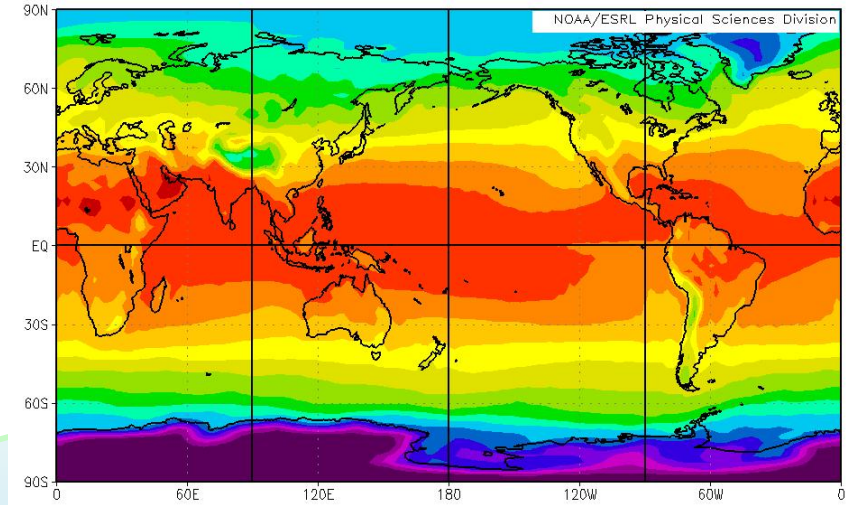 NOAA/ESRL Physical Sciences Division
90N
60N
30N
EQ
30S
60S
90S
0 60E 120E 180 120W 60W 0